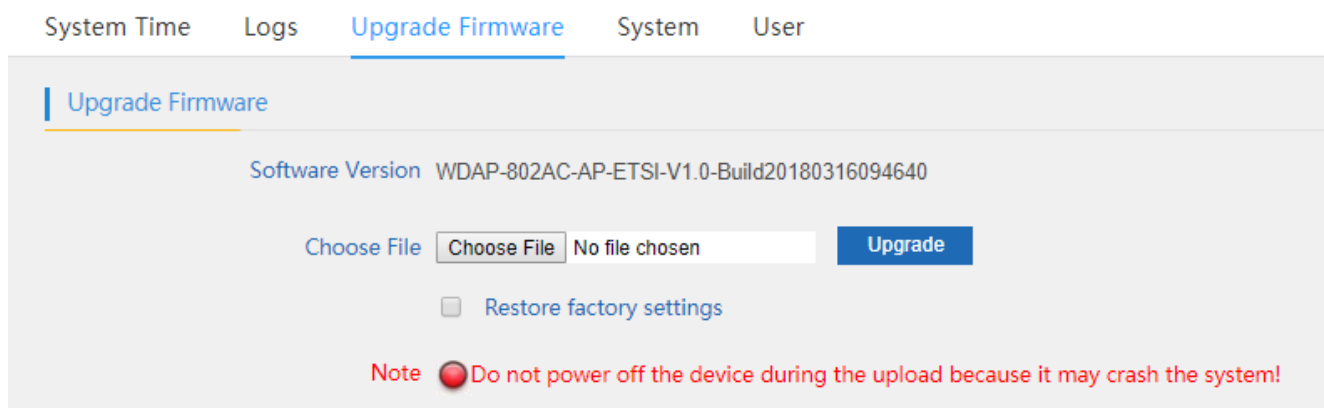 System Time Logs Upgrade Firmware System User
Upgrade Firmware
Software Version WDAP-802AC-AP-ETSI-V1.0-Build20180316094640
Choose File Choose File No file chosen Upgrade
Restore factory settings
Note Do not power off the device during the upload because it may crash the system!